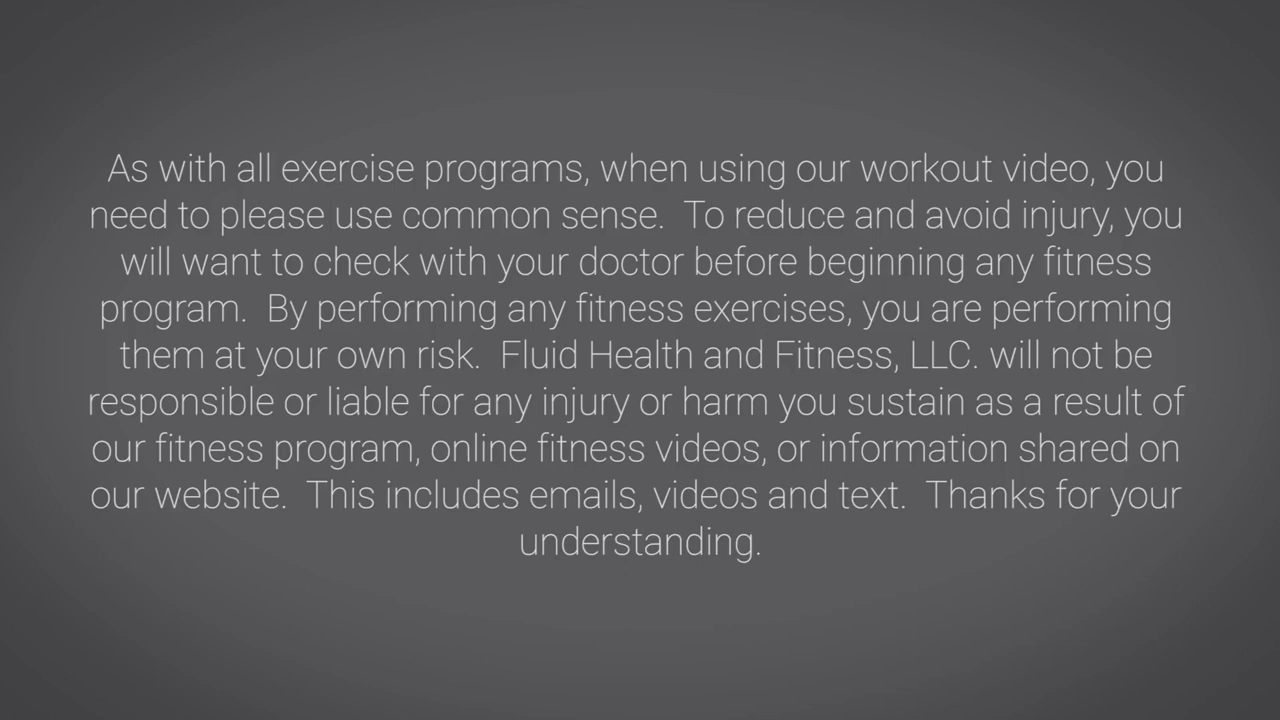 As with all exercise programs, when using our workout video, you
need to please use common sense.  To reduce and avoid injury, you
will want to check with your doctor before beginning any fitness
program.  By performing any fitness exercises, you are performing
them at your own risk.  Fluid Health and Fitness, LLC. will not be
responsible or liable for any injury or harm you sustain as a result of
our fitness program, online fitness videos, or information shared on
our website.  This includes emails, videos and text.  Thanks for your
understanding.